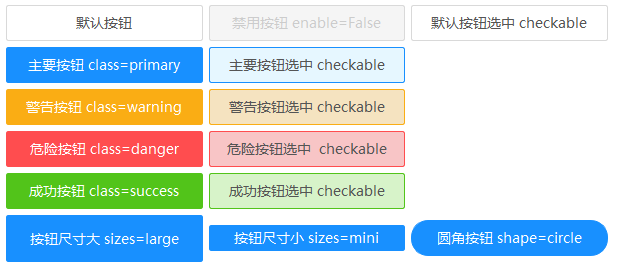 默认按钮
禁用按钮 enable=False
默认按钮选中 checkable
主要按钮 class=primary
主要按钮选中 checkable
警告按钮 class=warning
警告按钮选中 checkable
危险按钮 class=danger
危险按钮选中  checkable
成功按钮 class=success
成功按钮选中 checkable
按钮尺寸大 sizes=large
按钮尺寸小 sizes=mini
圆角按钮 shape=circle